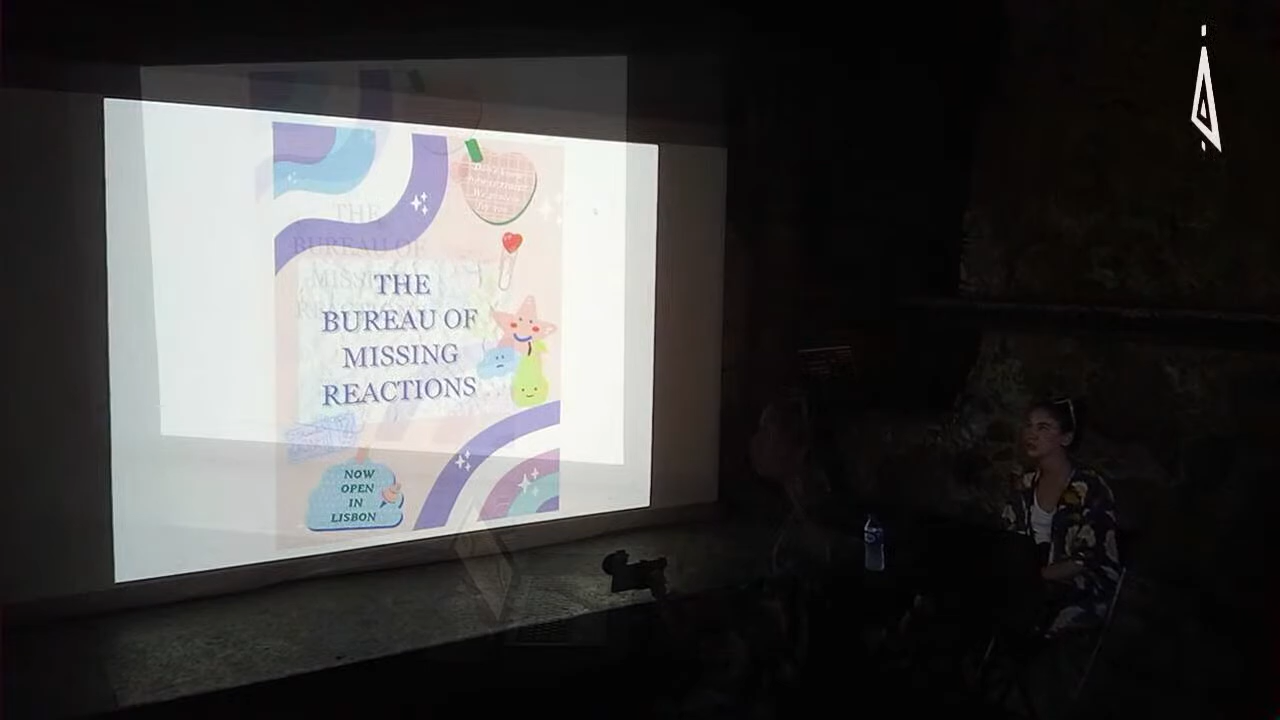 THE
BUREAU OF
MISSING
REACTIONS
NOW
OPEN
IN
LISBON